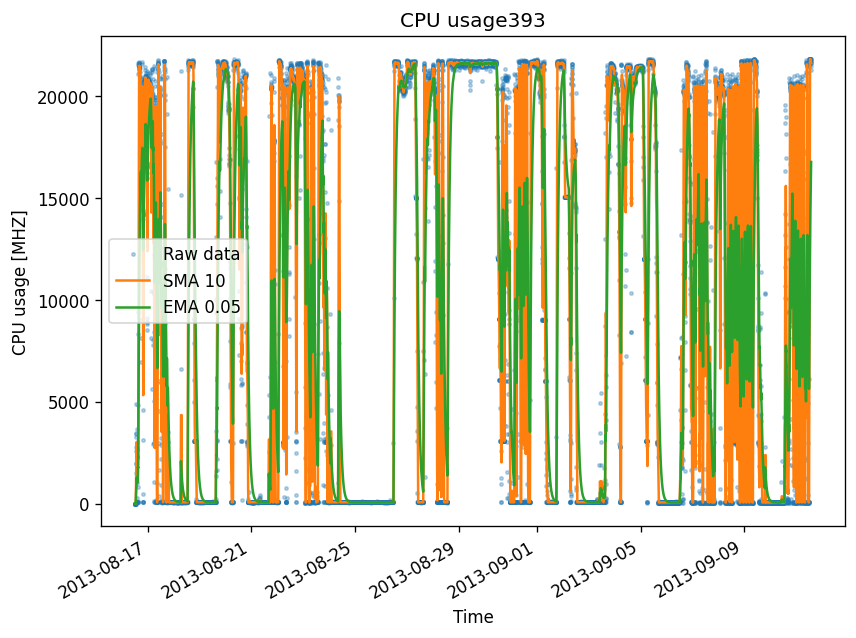 CPU usage393
CPU usage [MHZ]
20000
15000
10000
5000
0
Raw data
SMA 10
EMA 0.05
2013-08-17
2013-08-21
2013-08-25
2013-08-29
2013-09-01
2013-09-05
2013-09-09
Time